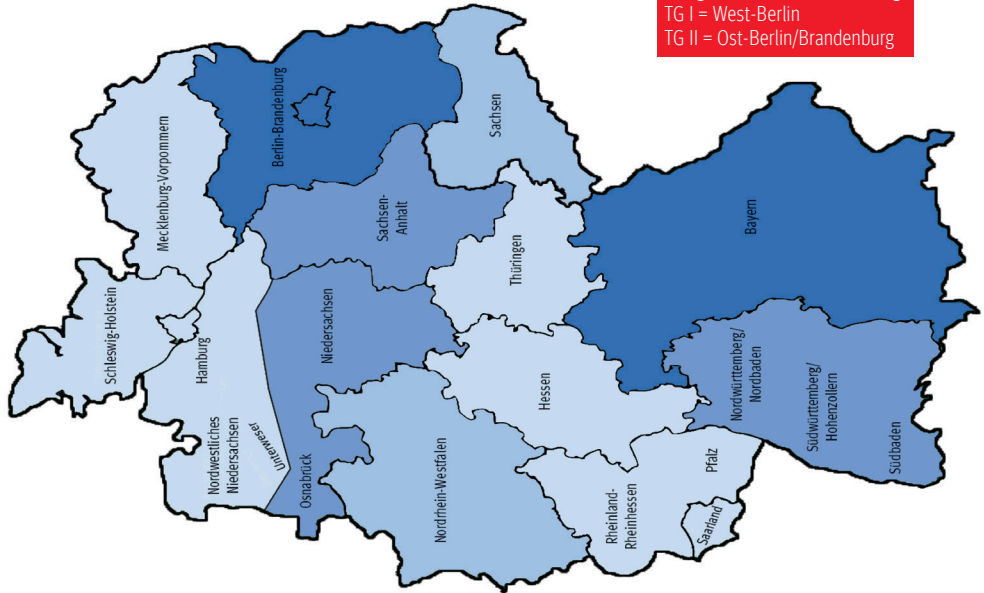 TG I = West-Berlin
TG II = Ost-Berlin/Brandenburg
Schleswig-Holstein
Mecklenburg-Vorpommern
Hamburg
Nordwestliches
Niedersachsen
Unterweser
Berlin-Brandenburg
Osnabrück
Niedersachsen
Sachsen-
Anhalt
Sachsen
Nordrhein-Westfalen
Hessen
Thüringen
Rheinland-
Rheinhessen
Pfalz
Saarland
Nordwürttemberg/
Nordbaden
Südwürttemberg/
Hohenzollern
Südbaden
Bayern